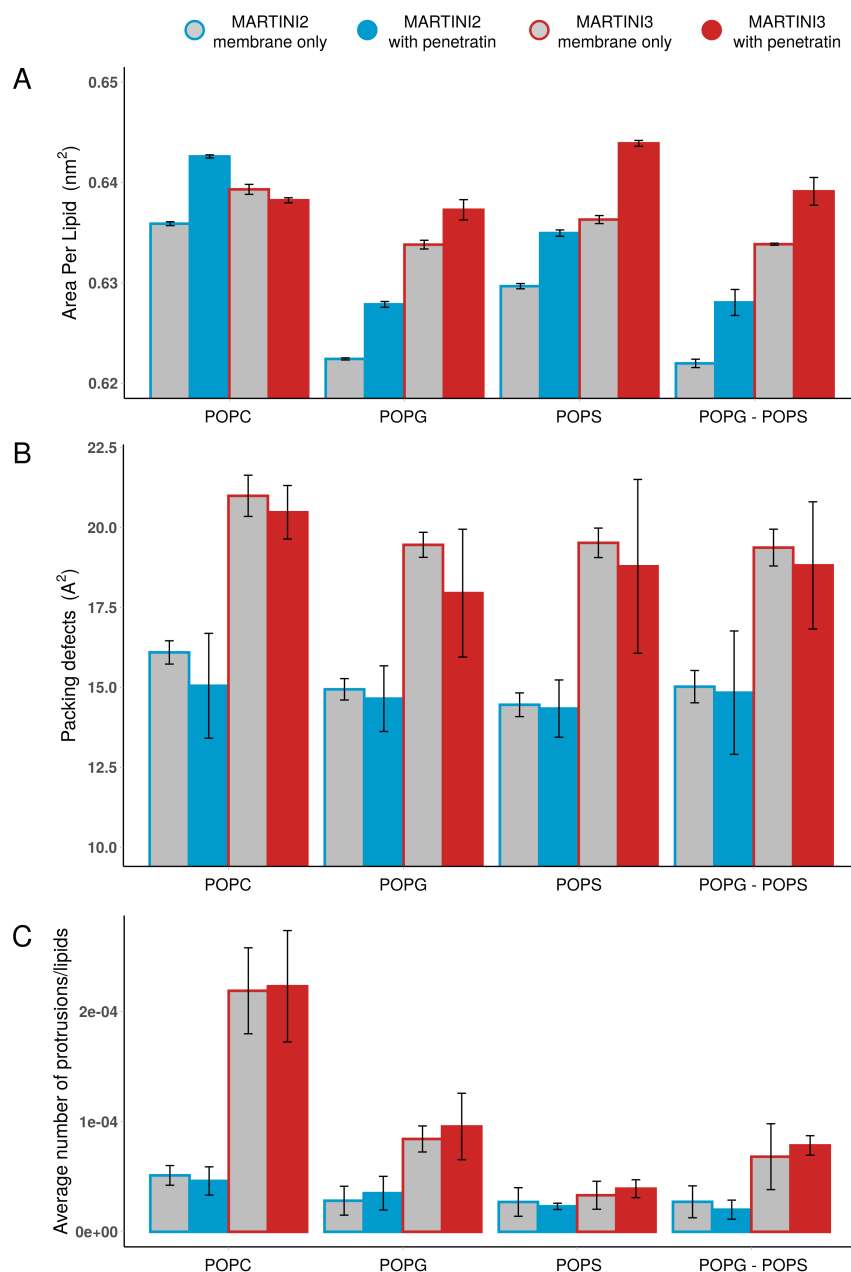 MARTINI2 membrane only
MARTINI2 with penetratin
MARTINI3 membrane only
MARTINI3 with penetratin
A
Area Per Lipid (nm²)
0.65
0.64
0.63
0.62
POPC POPG POPS POPG - POPS
B
Packing defects (A²)
22.5
20.0
17.5
15.0
12.5
10.0
POPC POPG POPS POPG - POPS
C
Average number of protrusions/lipids
2e-04
1e-04
0e+00
POPC POPG POPS POPG - POPS